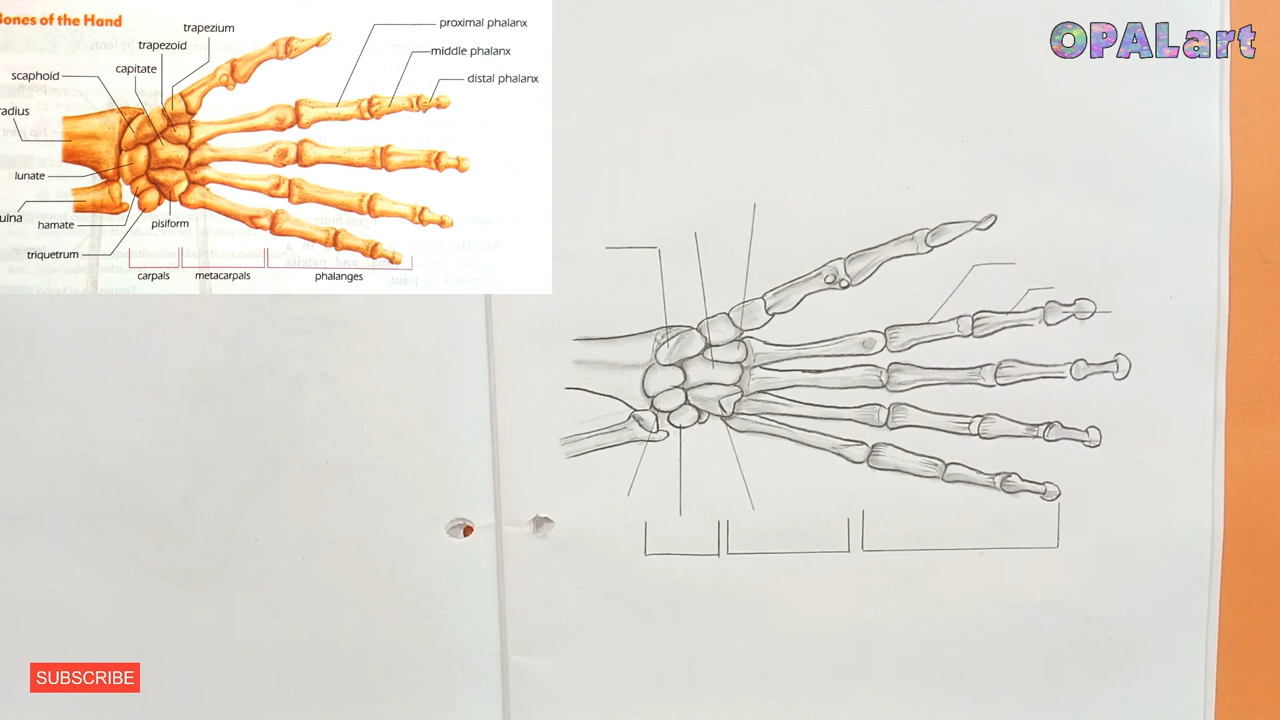 Bones of the Hand
trapezium
trapezoid
capitate
scaphoid
radius
lunate
ulna
hamate
triquetrum
pisiform
proximal phalanx
middle phalanx
distal phalanx
carpals
metacarpals
phalanges
OPALart
SUBSCRIBE